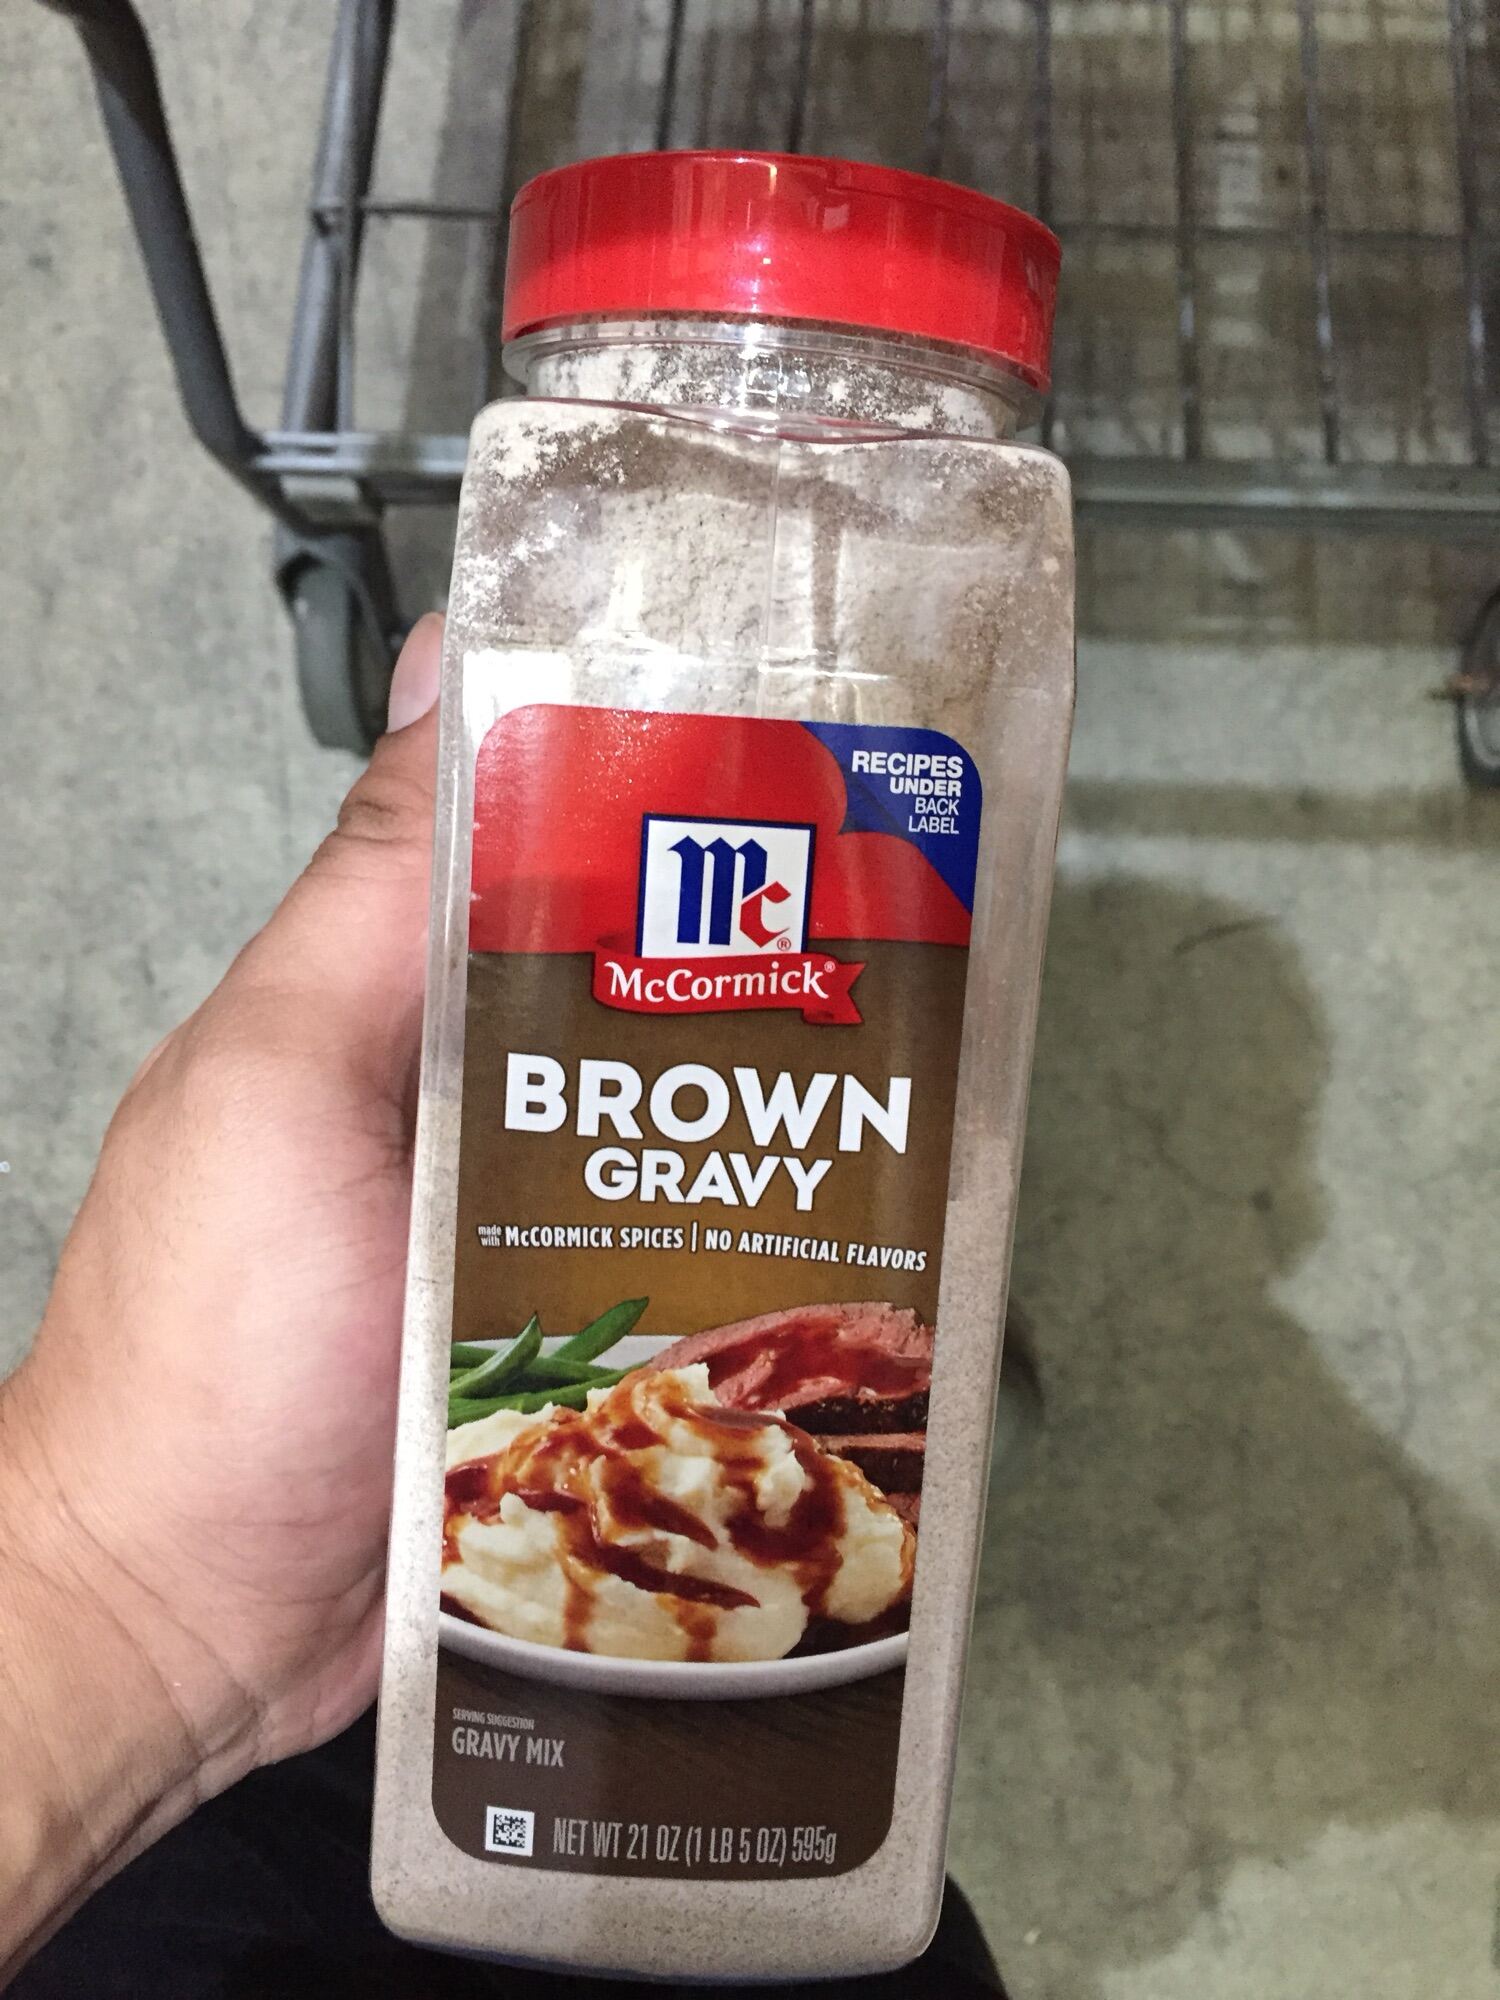 RECIPES
UNDER
BACK
LABEL
Mc®
McCormick®
BROWN
GRAVY
made with McCORMICK SPICES | NO ARTIFICIAL FLAVORS
SERVING SUGGESTION
GRAVY MIX
NET WT 21 OZ (1 LB 5 OZ) 595g